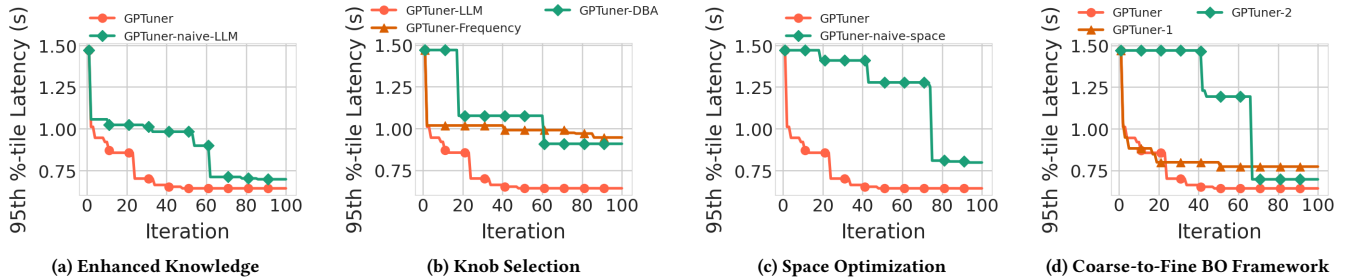 GPTuner
GPTuner-naive-LLM
95th %-tile Latency (s)
1.50
1.25
1.00
0.75
0 20 40 60 80 100
Iteration
(a) Enhanced Knowledge
GPTuner-LLM GPTuner-DBA
GPTuner-Frequency
95th %-tile Latency (s)
1.50
1.25
1.00
0.75
0 20 40 60 80 100
Iteration
(b) Knob Selection
GPTuner
GPTuner-naive-space
95th %-tile Latency (s)
1.50
1.25
1.00
0.75
0 20 40 60 80 100
Iteration
(c) Space Optimization
GPTuner GPTuner-2
GPTuner-1
95th %-tile Latency (s)
1.50
1.25
1.00
0.75
0 20 40 60 80 100
Iteration
(d) Coarse-to-Fine BO Framework